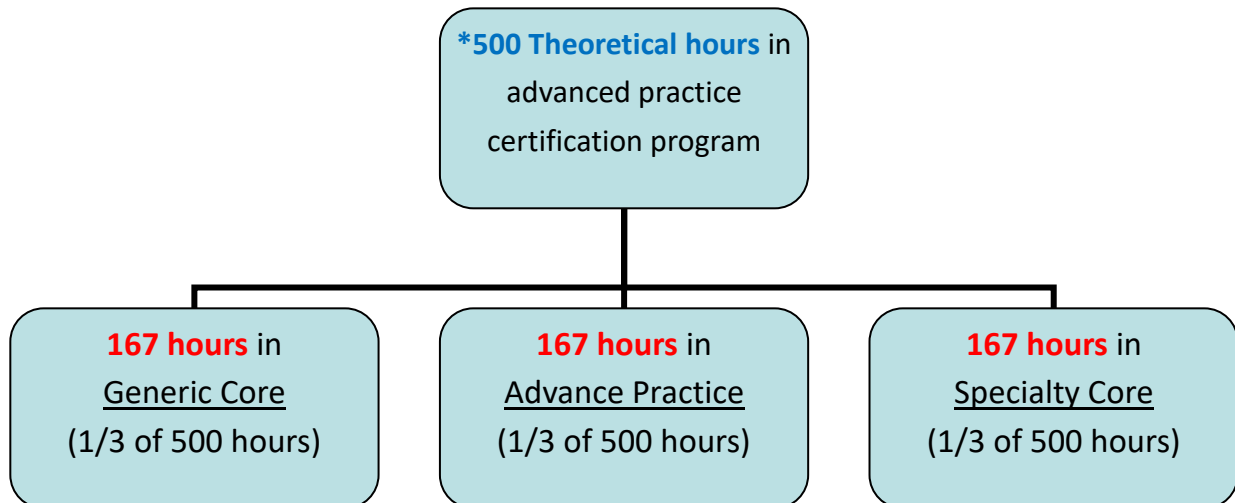 *500 Theoretical hours in
advanced practice
certification program
167 hours in
Generic Core
(1/3 of 500 hours)
167 hours in
Advance Practice
(1/3 of 500 hours)
167 hours in
Specialty Core
(1/3 of 500 hours)